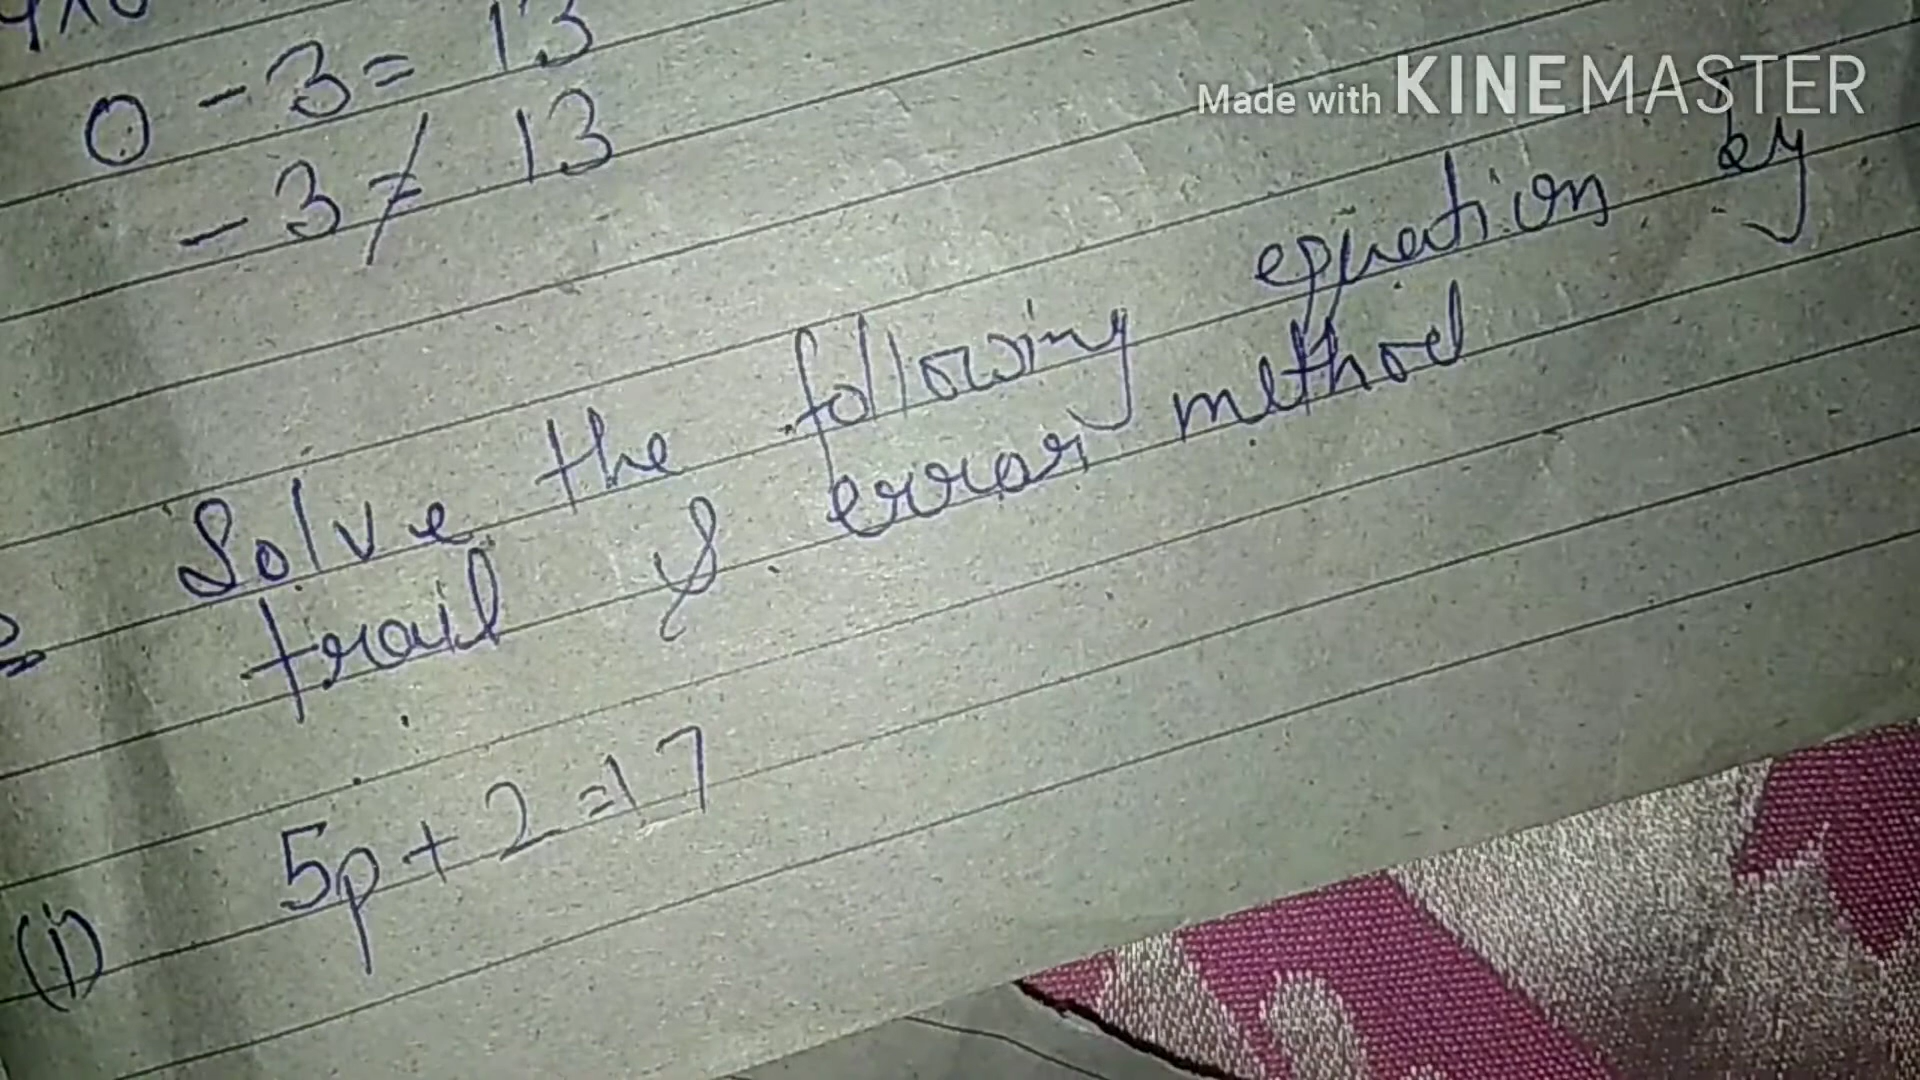 0 - 3 = 13
- 3 ≠ 13
Made with KINEMASTER
Solve the following equation by
trail & error method
(i) 5p + 2 = 17